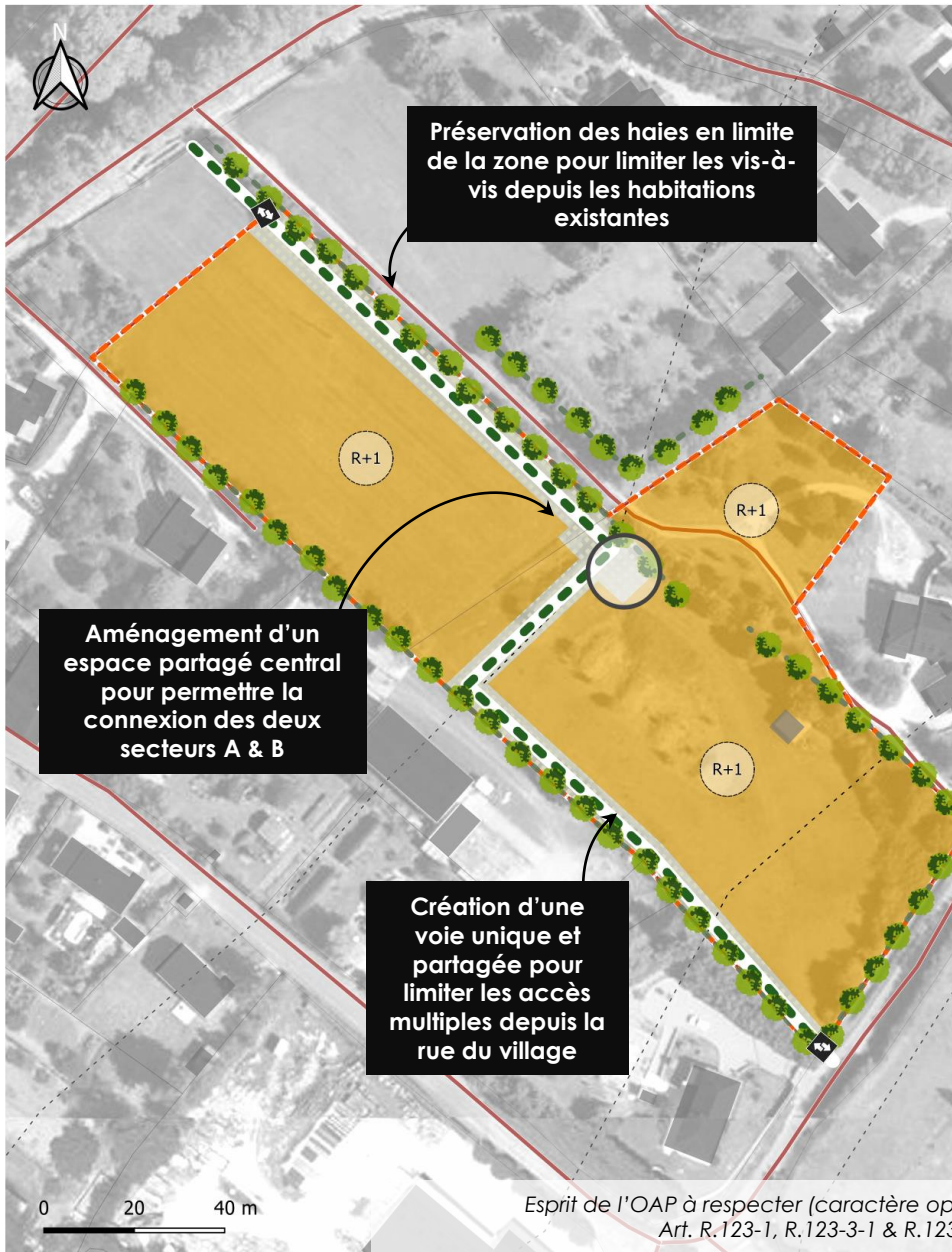 N
Préservation des haies en limite
de la zone pour limiter les vis-à-
vis depuis les habitations
existantes
R+1
R+1
Aménagement d'un
espace partagé central
pour permettre la
connexion des deux
secteurs A & B
R+1
Création d'une
voie unique et
partagée pour
limiter les accès
multiples depuis la
rue du village
0 20 40 m
Esprit de l'OAP à respecter (caractère op
Art. R.123-1, R.123-3-1 & R.12